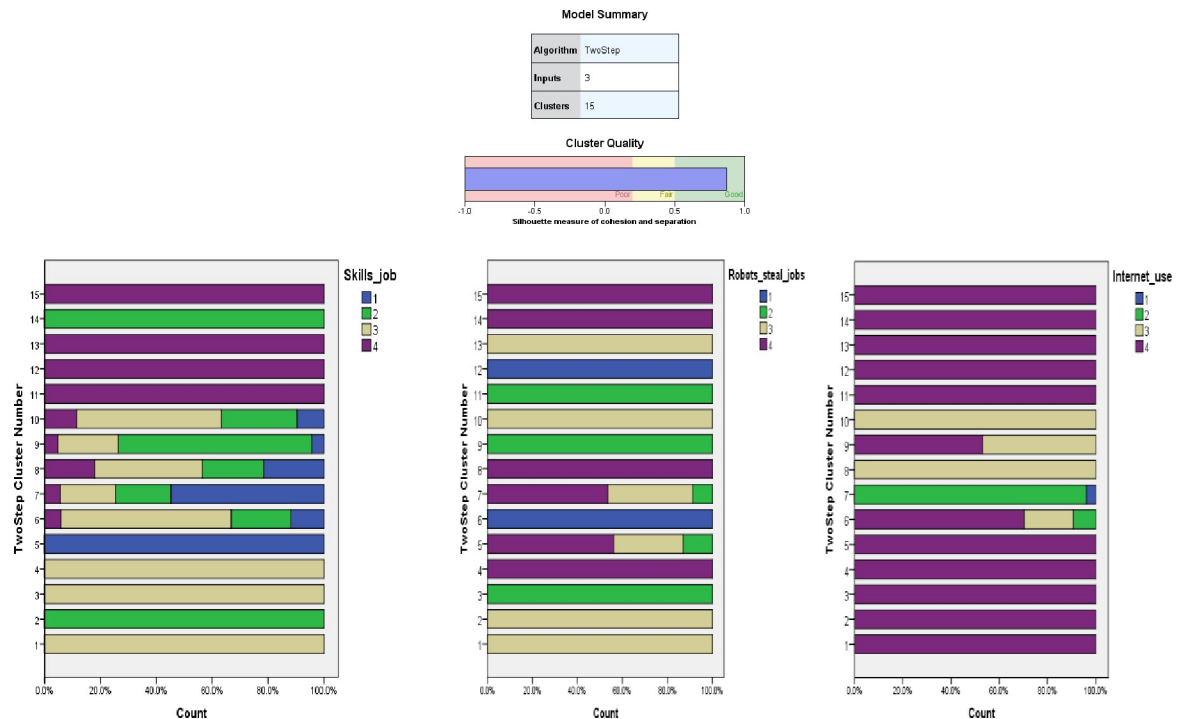 Model Summary
Algorithm TwoStep
Inputs 3
Clusters 15
Cluster Quality
Poor Fair Good
-1.0 -0.5 0.0 0.5 1.0
Silhouette measure of cohesion and separation
Skills_job
1
2
3
4
15
14
13
12
11
10
9
8
7
6
5
4
3
2
1
TwoStep Cluster Number
0.0% 20.0% 40.0% 60.0% 80.0% 100.0%
Count
Robots_steal_jobs
1
2
3
4
15
14
13
12
11
10
9
8
7
6
5
4
3
2
1
TwoStep Cluster Number
0.0% 20.0% 40.0% 60.0% 80.0% 100.0%
Count
Internet_use
1
2
3
4
15
14
13
12
11
10
9
8
7
6
5
4
3
2
1
TwoStep Cluster Number
0.0% 20.0% 40.0% 60.0% 80.0% 100.0%
Count